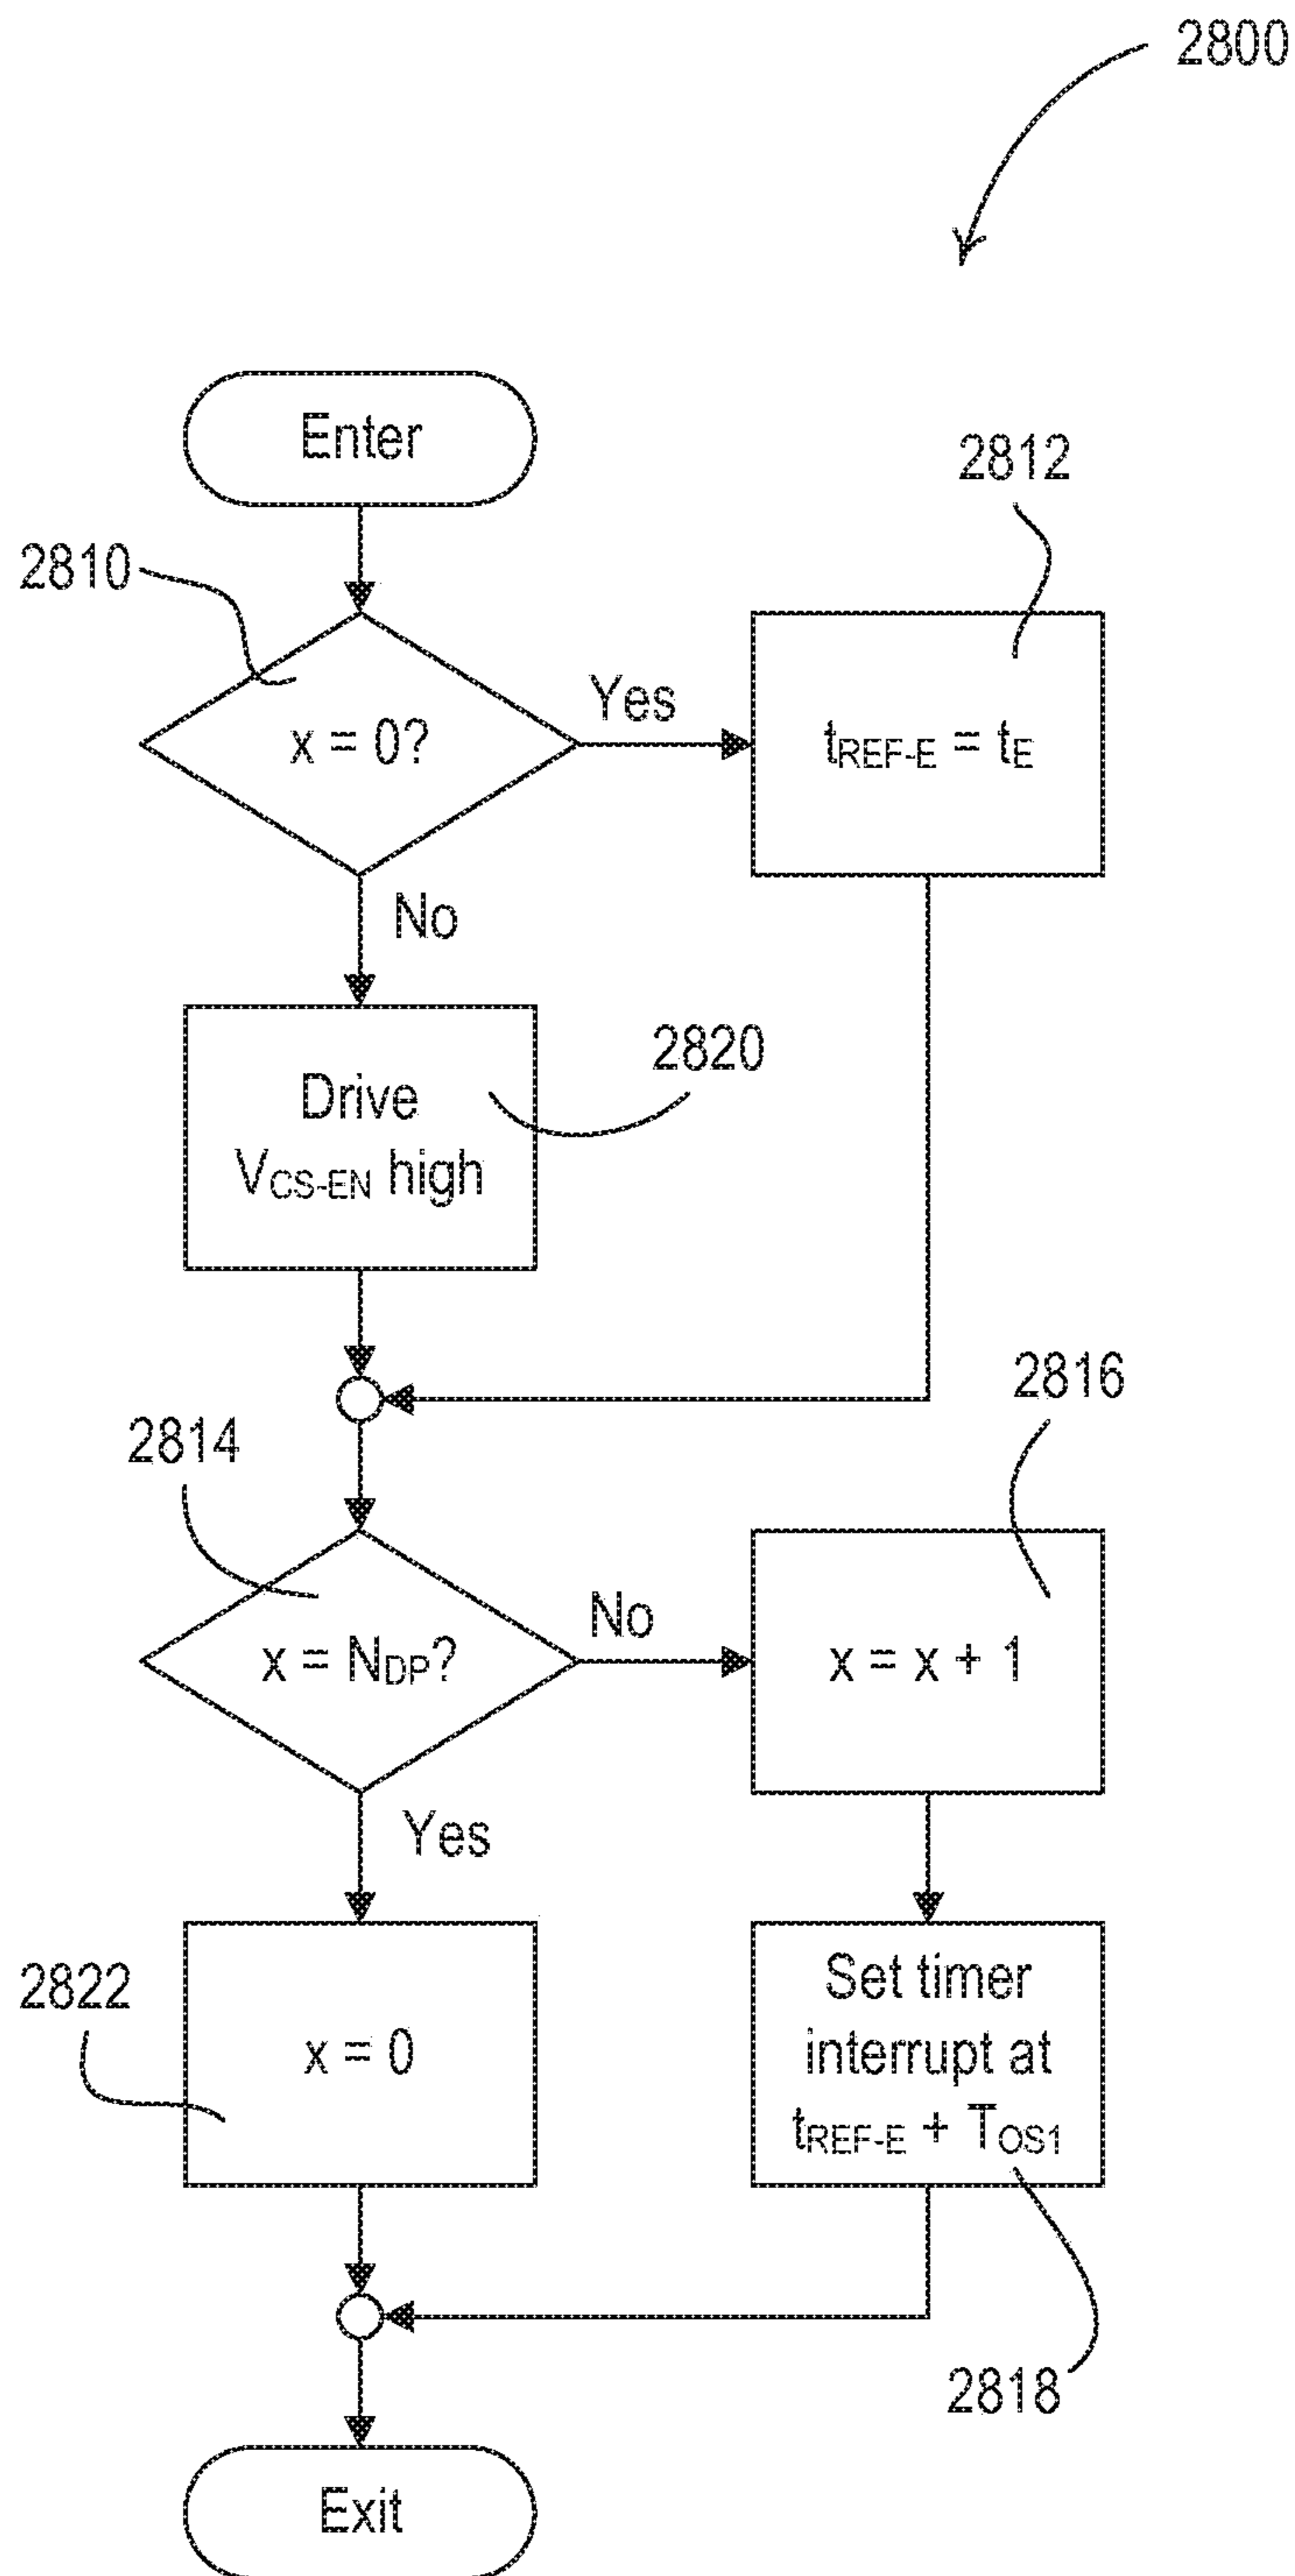 2800
Enter
2812
2810
Yes
x = 0?
tREF-E = tE
No
2820
Drive
VCS-EN high
2816
2814
No
x = NDP?
x = x + 1
Yes
2822
x = 0
Set timer
interrupt at
tREF-E + TOS1
2818
Exit